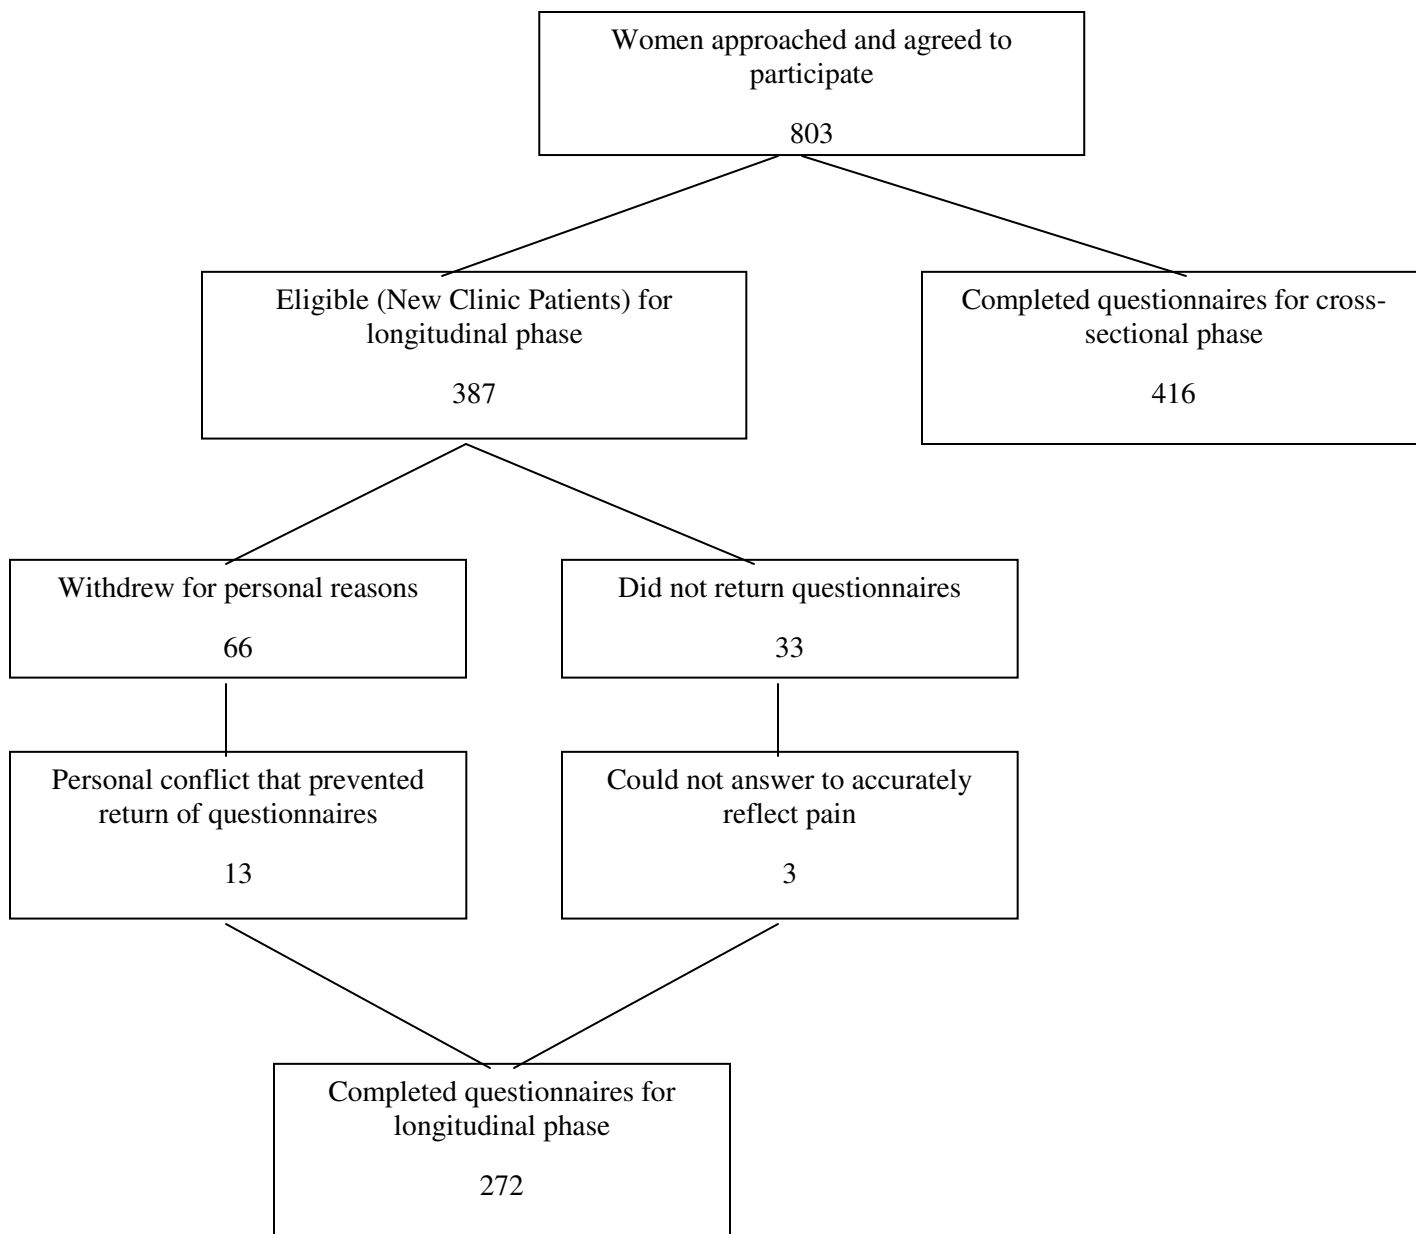 Women approached and agreed to
participate
803
Eligible (New Clinic Patients) for
longitudinal phase
387
Completed questionnaires for cross-
sectional phase
416
Withdrew for personal reasons
66
Did not return questionnaires
33
Personal conflict that prevented
return of questionnaires
13
Could not answer to accurately
reflect pain
3
Completed questionnaires for
longitudinal phase
272